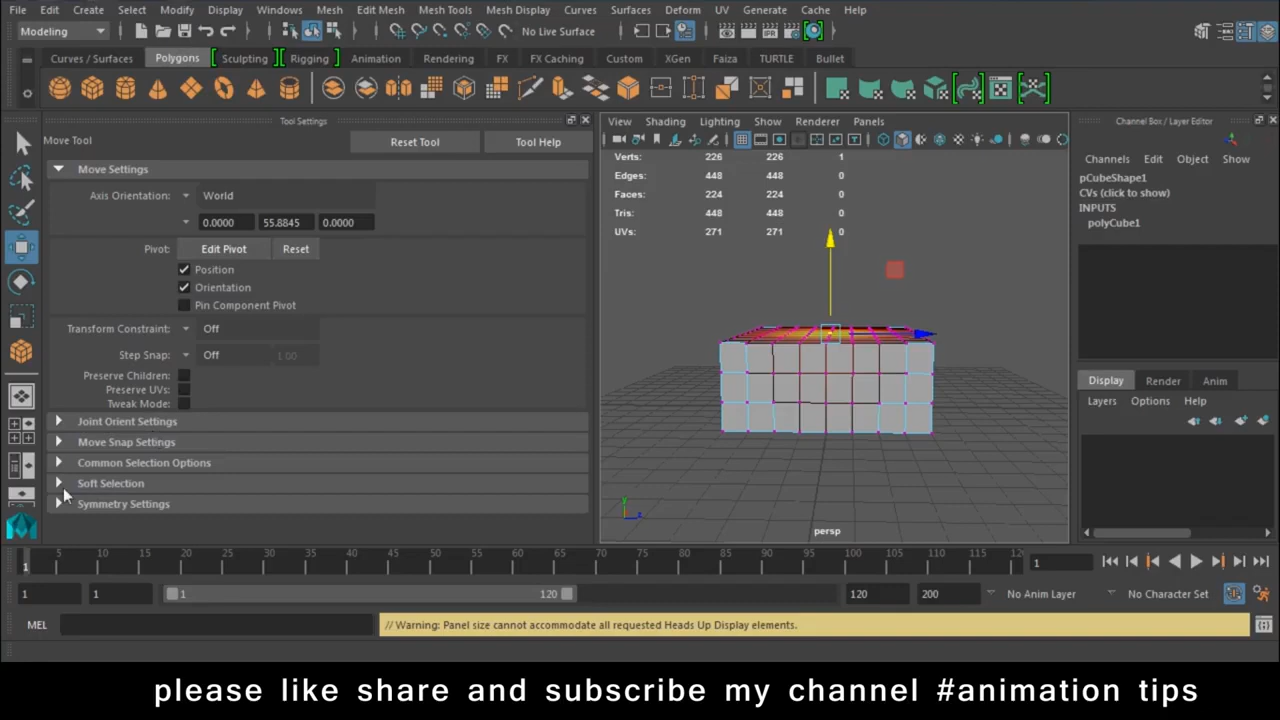 File Edit Create Select Modify Display Windows Mesh Edit Mesh Mesh Tools Mesh Display Curves Surfaces Deform UV Generate Cache Help
Modeling No Live Surface
Curves / Surfaces Polygons Sculpting Rigging Animation Rendering FX FX Caching Custom XGen Faiza TURTLE Bullet
Tool Settings
Move Tool Reset Tool Tool Help
Move Settings
Axis Orientation: World
0.0000 55.8845 0.0000
Pivot: Edit Pivot Reset
Position
Orientation
Pin Component Pivot
Transform Constraint: Off
Step Snap: Off 1.00
Preserve Children:
Preserve UVs:
Tweak Mode:
Joint Orient Settings
Move Snap Settings
Common Selection Options
Soft Selection
Symmetry Settings
View Shading Lighting Show Renderer Panels
Verts: 226 226 1
Edges: 448 448 0
Faces: 224 224 0
Tris: 448 448 0
UVs: 271 271 0
y
z
persp
Channel Box / Layer Editor
Channels Edit Object Show
pCubeShape1
CVs (click to show)
INPUTS
polyCube1
Display Render Anim
Layers Options Help
5 10 15 20 25 30 35 40 45 50 55 60 65 70 75 80 85 90 95 100 105 110 115 12
1 1
1 1 1 120 120 200 No Anim Layer No Character Set
MEL // Warning: Panel size cannot accommodate all requested Heads Up Display elements.
please like share and subscribe my channel #animation tips